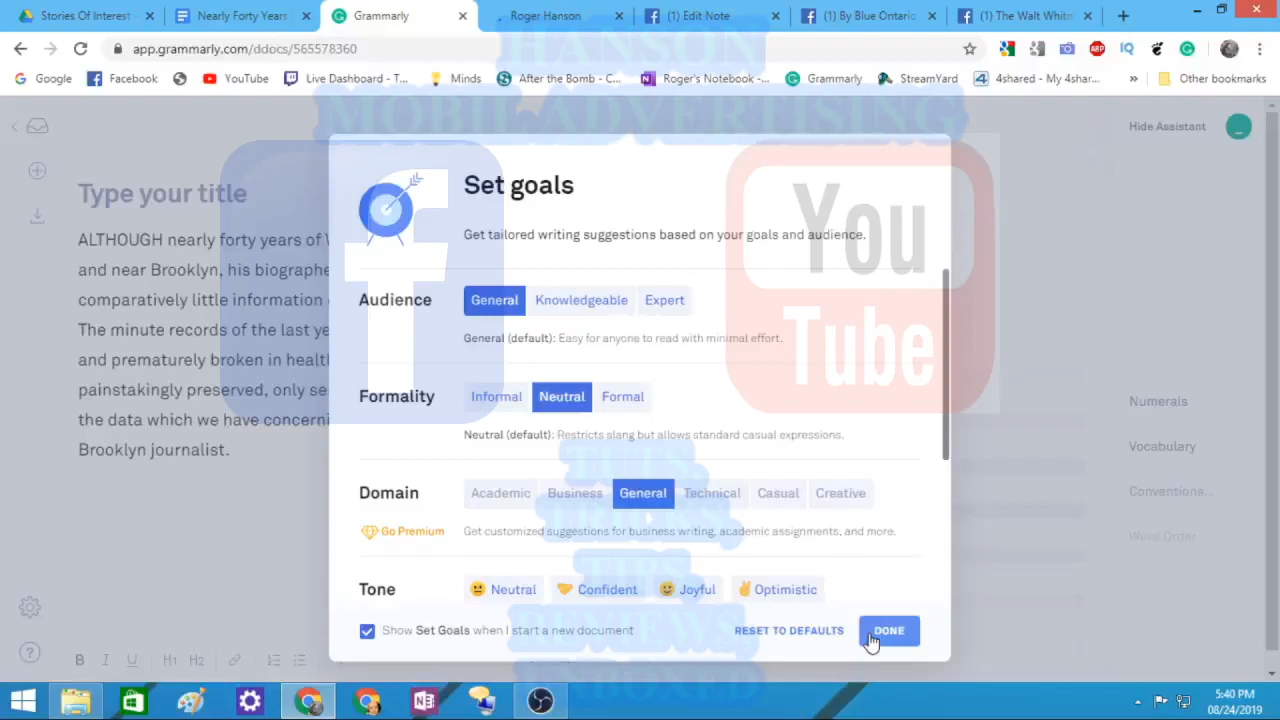 Stories Of Interest
Nearly Forty Years
Grammarly
Roger Hanson
(1) Edit Note
(1) By Blue Ontario
(1) The Walt Whitm
app.grammarly.com/ddocs/565578360
Google
Facebook
YouTube
Live Dashboard - T...
Minds
After the Bomb - C...
Roger's Notebook -...
Grammarly
StreamYard
4shared - My 4shar...
»
Other bookmarks
HANSON
MOBIL ADVERTISING
Hide Assistant
Type your title
ALTHOUGH nearly forty years of
and near Brooklyn, his biographe
comparatively little information
The minute records of the last ye
and prematurely broken in healt
painstakingly preserved, only se
the data which we have concerni
Brooklyn journalist.
f
You
Tube
Set goals
Get tailored writing suggestions based on your goals and audience.
Audience
General Knowledgeable Expert
General (default): Easy for anyone to read with minimal effort.
Formality
Informal Neutral Formal
Neutral (default): Restricts slang but allows standard casual expressions.
Domain
Academic Business General Technical Casual Creative
Go Premium
Get customized suggestions for business writing, academic assignments, and more.
Tone
Neutral Confident Joyful Optimistic
Show Set Goals when I start a new document
RESET TO DEFAULTS
DONE
Numerals
Vocabulary
Conventions...
Word Order
TUTS,
TIPS,
REVIEWS,
UNBOXED
B I U H1 H2
5:40 PM
08/24/2019